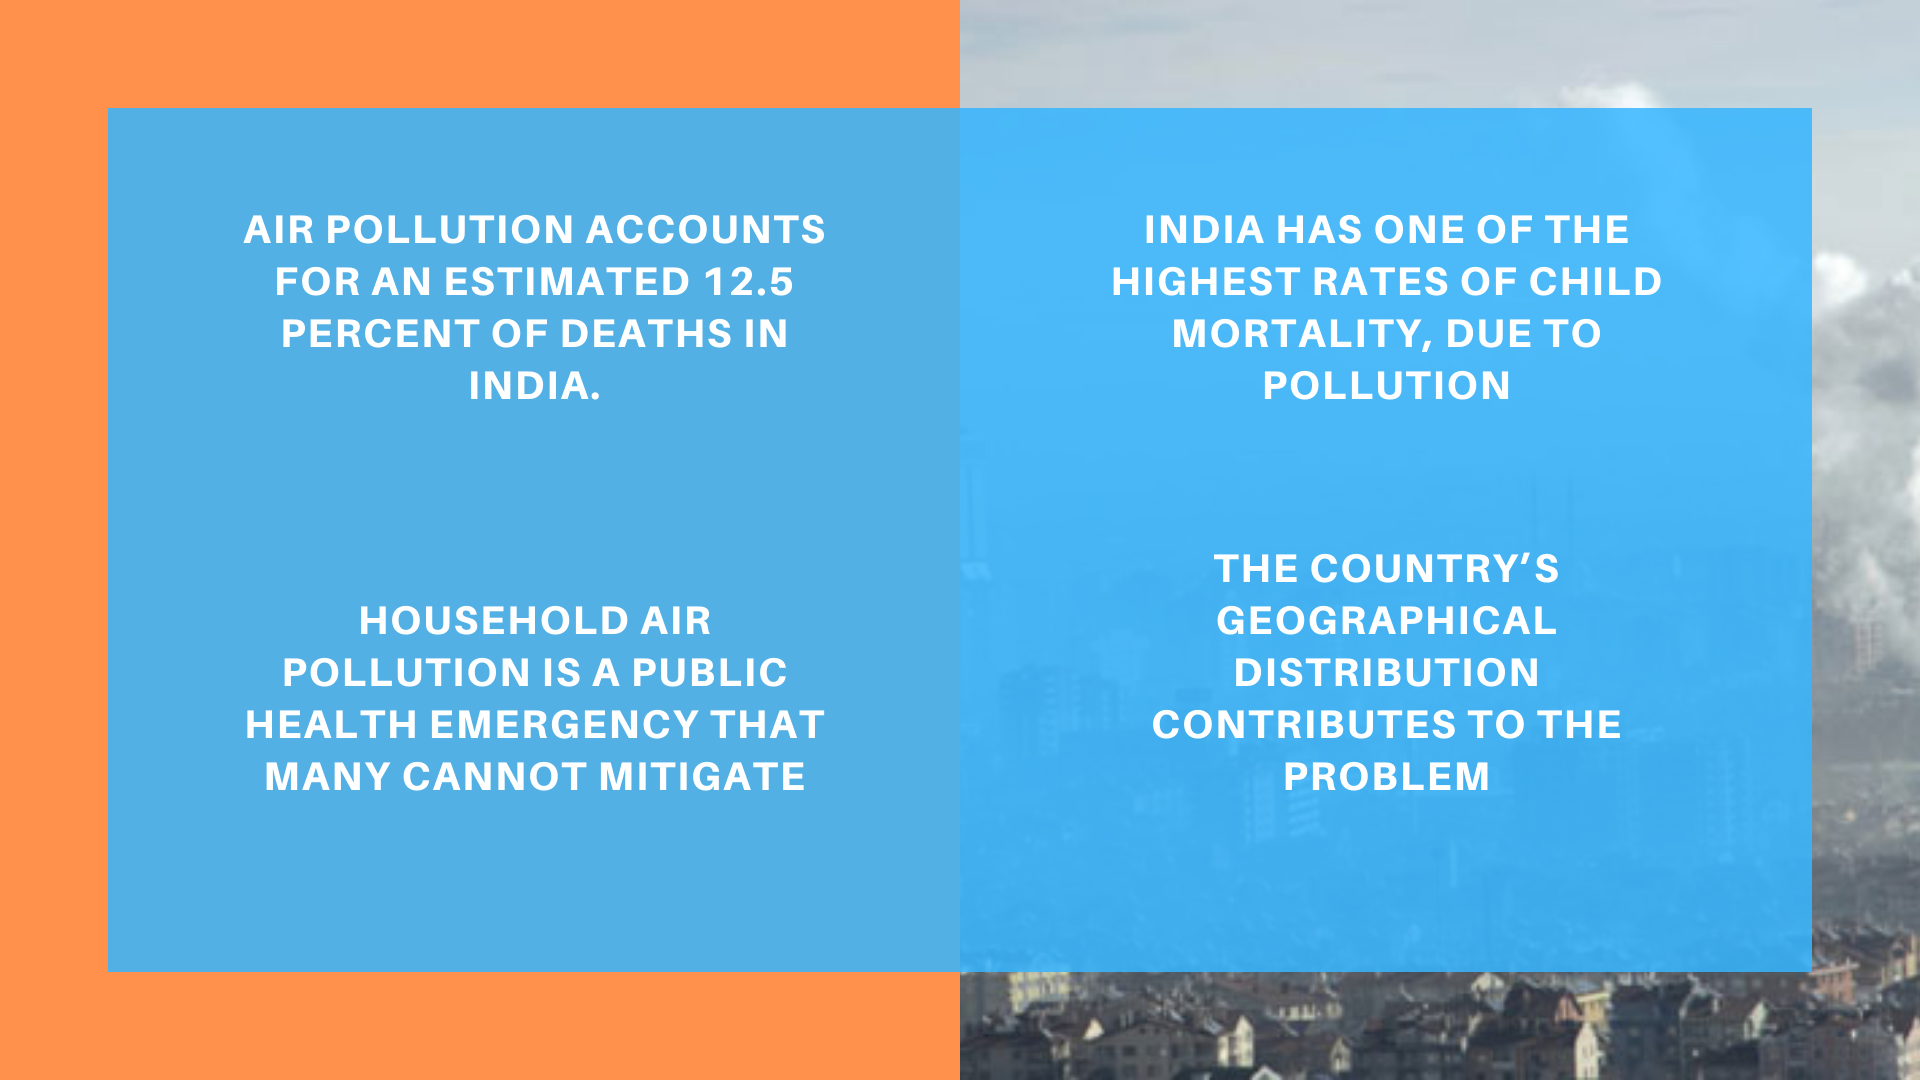 AIR POLLUTION ACCOUNTS
FOR AN ESTIMATED 12.5
PERCENT OF DEATHS IN
INDIA.
INDIA HAS ONE OF THE
HIGHEST RATES OF CHILD
MORTALITY, DUE TO
POLLUTION
HOUSEHOLD AIR
POLLUTION IS A PUBLIC
HEALTH EMERGENCY THAT
MANY CANNOT MITIGATE
THE COUNTRY’S
GEOGRAPHICAL
DISTRIBUTION
CONTRIBUTES TO THE
PROBLEM